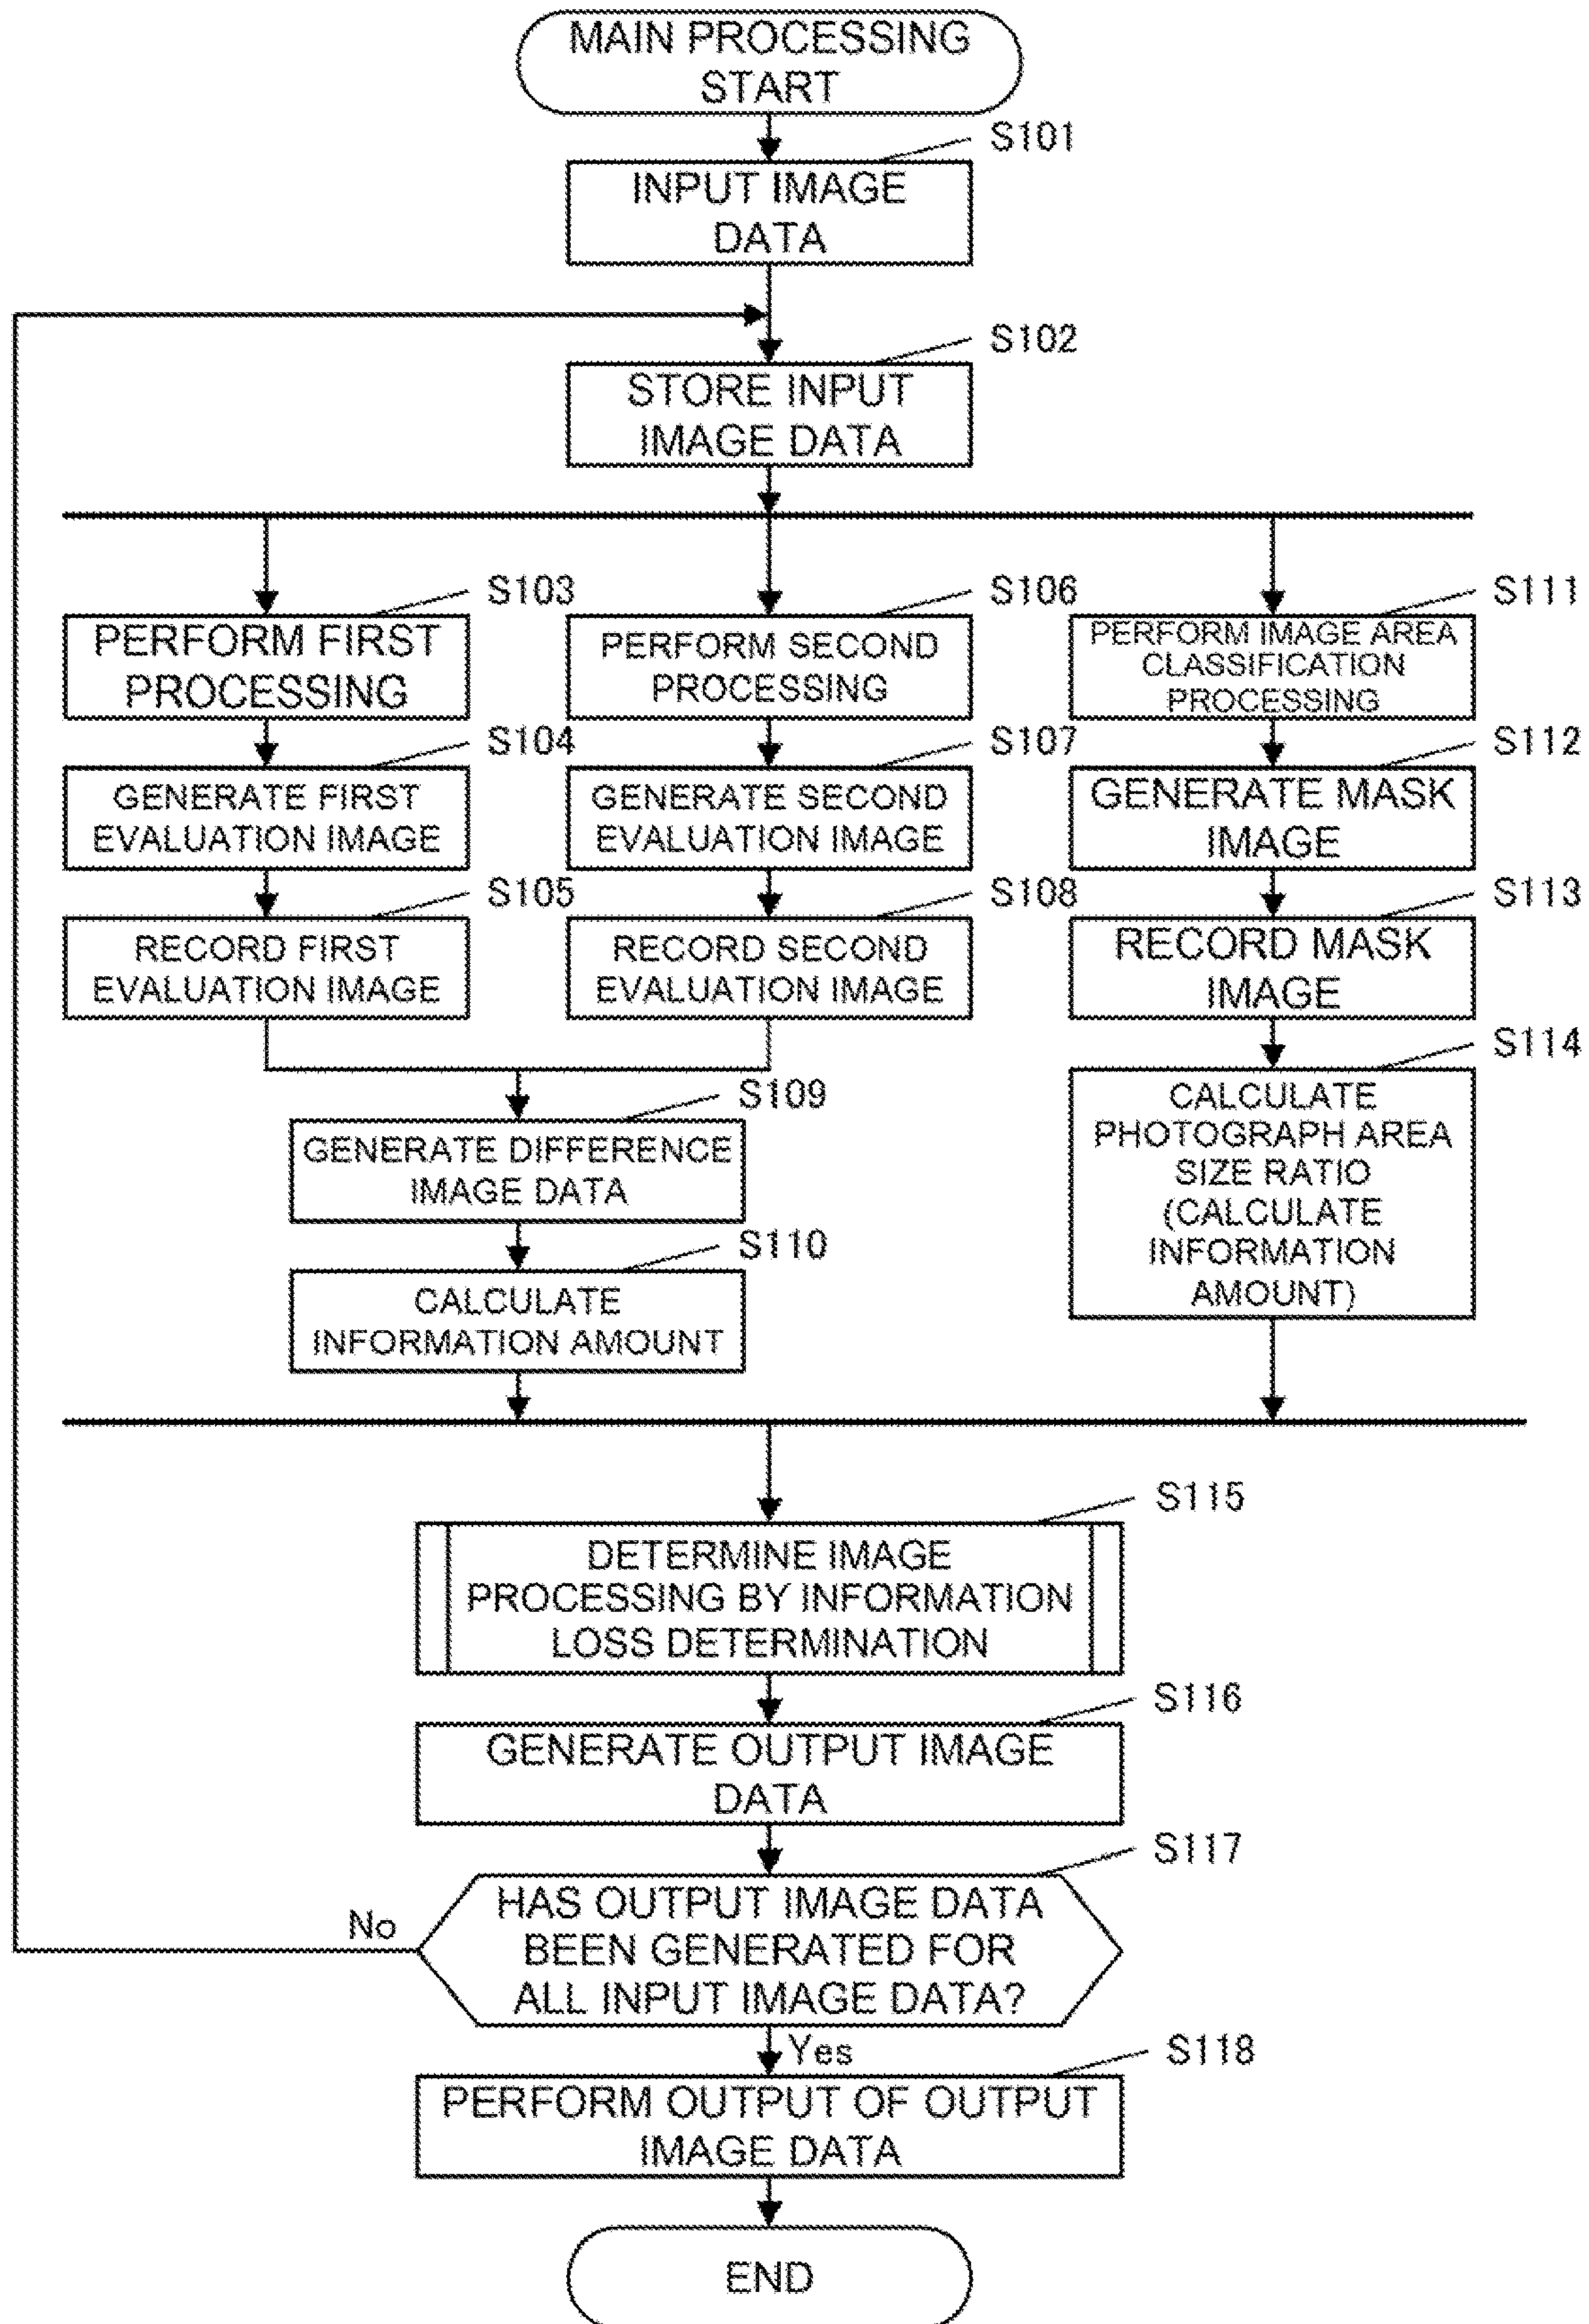 MAIN PROCESSING
START
S101
INPUT IMAGE
DATA
S102
STORE INPUT
IMAGE DATA
S103
PERFORM FIRST
PROCESSING
S104
GENERATE FIRST
EVALUATION IMAGE
S105
RECORD FIRST
EVALUATION IMAGE
S106
PERFORM SECOND
PROCESSING
S107
GENERATE SECOND
EVALUATION IMAGE
S108
RECORD SECOND
EVALUATION IMAGE
S109
GENERATE DIFFERENCE
IMAGE DATA
S110
CALCULATE
INFORMATION AMOUNT
S111
PERFORM IMAGE AREA
CLASSIFICATION
PROCESSING
S112
GENERATE MASK
IMAGE
S113
RECORD MASK
IMAGE
S114
CALCULATE
PHOTOGRAPH AREA
SIZE RATIO
(CALCULATE
INFORMATION
AMOUNT)
S115
DETERMINE IMAGE
PROCESSING BY INFORMATION
LOSS DETERMINATION
S116
GENERATE OUTPUT IMAGE
DATA
S117
HAS OUTPUT IMAGE DATA
BEEN GENERATED FOR
ALL INPUT IMAGE DATA?
No
Yes
S118
PERFORM OUTPUT OF OUTPUT
IMAGE DATA
END